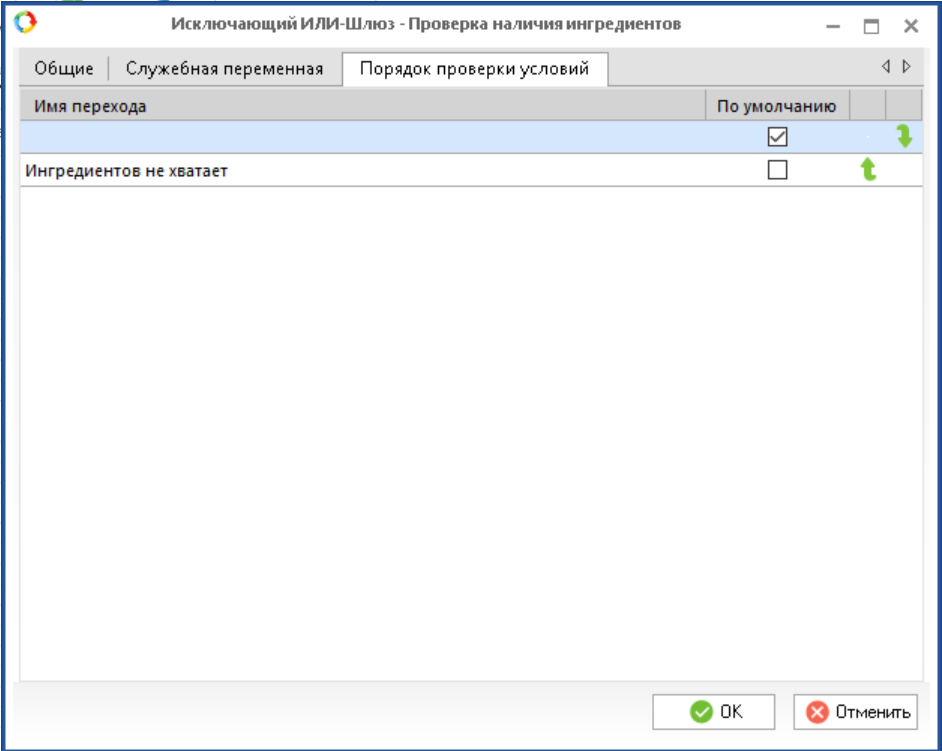 Исключающий ИЛИ-Шлюз - Проверка наличия ингредиентов
Общие Служебная переменная Порядок проверки условий
Имя перехода По умолчанию
Ингредиентов не хватает
OK Отменить